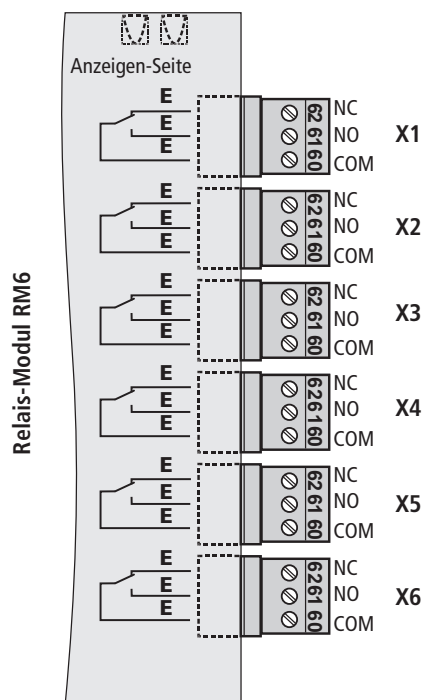 Anzeigen-Seite
Relais-Modul RM6
E 62 NC
E 61 NO X1
E 60 COM
E 62 NC
E 61 NO X2
E 60 COM
E 62 NC
E 61 NO X3
E 60 COM
E 62 NC
E 61 NO X4
E 60 COM
E 62 NC
E 61 NO X5
E 60 COM
E 62 NC
E 61 NO X6
E 60 COM